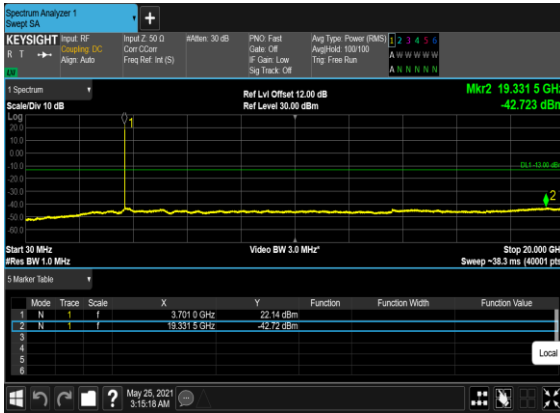 Spectrum Analyzer 1
Swept SA
KEYSIGHT Input: RF Input Z: 50 Ω #Atten: 30 dB PNO: Fast Avg Type: Power (RMS) 1 2 3 4 5 6
R T Coupling: DC Corr CCorr Gate: Off Avg|Hold: 100/100 A W W W W W
Align: Auto Freq Ref: Int (S) IF Gain: Low Trig: Free Run
Sig Track: Off A N N N N N
1 Spectrum Ref Lvl Offset 12.00 dB Mkr2 19.331 5 GHz
Scale/Div 10 dB Ref Level 30.00 dBm -42.723 dBm
Log
20.0
10.0
0.00
-10.0 DL1 -13.00 dBm
-20.0
-30.0
-40.0
-50.0
-60.0
1
2
Start 30 MHz Video BW 3.0 MHz* Stop 20.000 GH
#Res BW 1.0 MHz Sweep ~38.3 ms (40001 pts
5 Marker Table
Mode Trace Scale X Y Function Function Width Function Value
1 N 1 f 3.701 0 GHz 22.14 dBm
2 N 1 f 19.331 5 GHz -42.72 dBm
3
4
5
6
Local
May 25, 2021
3:15:18 AM